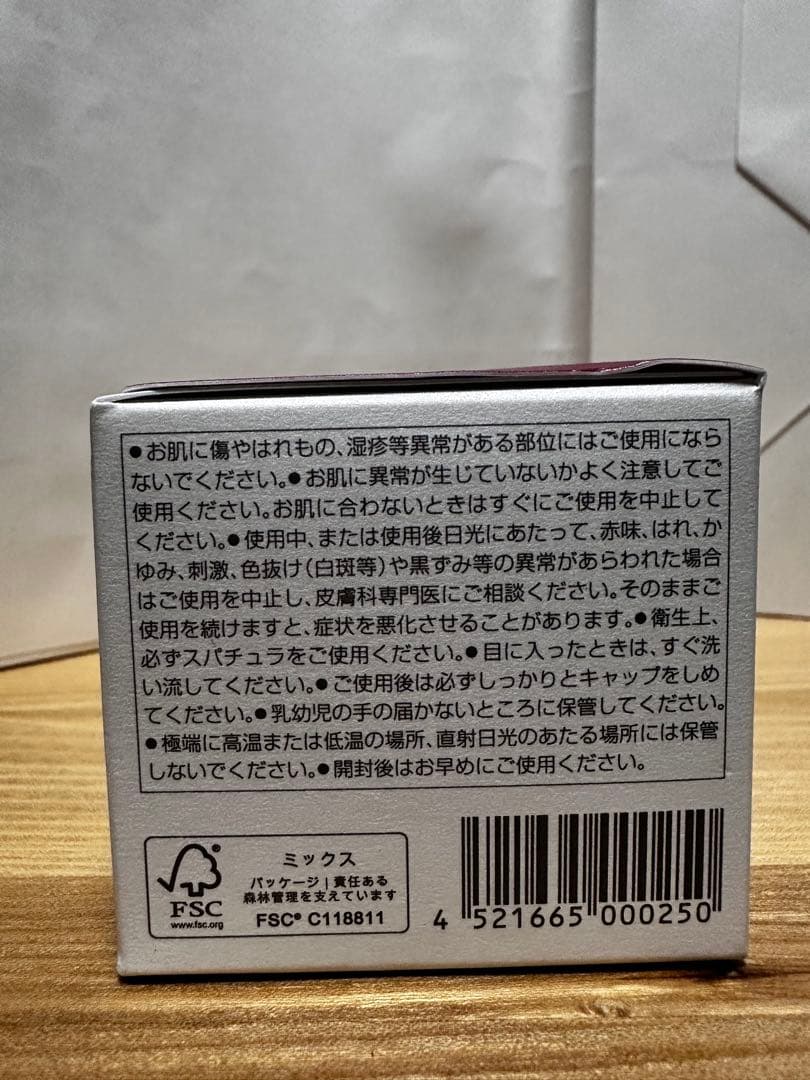 ●お肌に傷やはれもの、湿疹等異常がある部位にはご使用になら
ないでください。●お肌に異常が生じていないかよく注意してご
使用ください。お肌に合わないときはすぐにご使用を中止して
ください。●使用中、または使用後日光にあたって、赤味、はれ、か
ゆみ、刺激、色抜け(白斑等)や黒ずみ等の異常があらわれた場合
はご使用を中止し、皮膚科専門医にご相談ください。そのままご
使用を続けますと、症状を悪化させることがあります。●衛生上、
必ずスパチュラをご使用ください。●目に入ったときは、すぐ洗
い流してください。●ご使用後は必ずしっかりとキャップをしめ
てください。●乳幼児の手の届かないところに保管してください。
●極端に高温または低温の場所、直射日光のあたる場所には保管
しないでください。●開封後はお早めにご使用ください。
FSC
www.fsc.org
ミックス
パッケージ|責任ある
森林管理を支えています
FSC® C118811
4 521665 000250